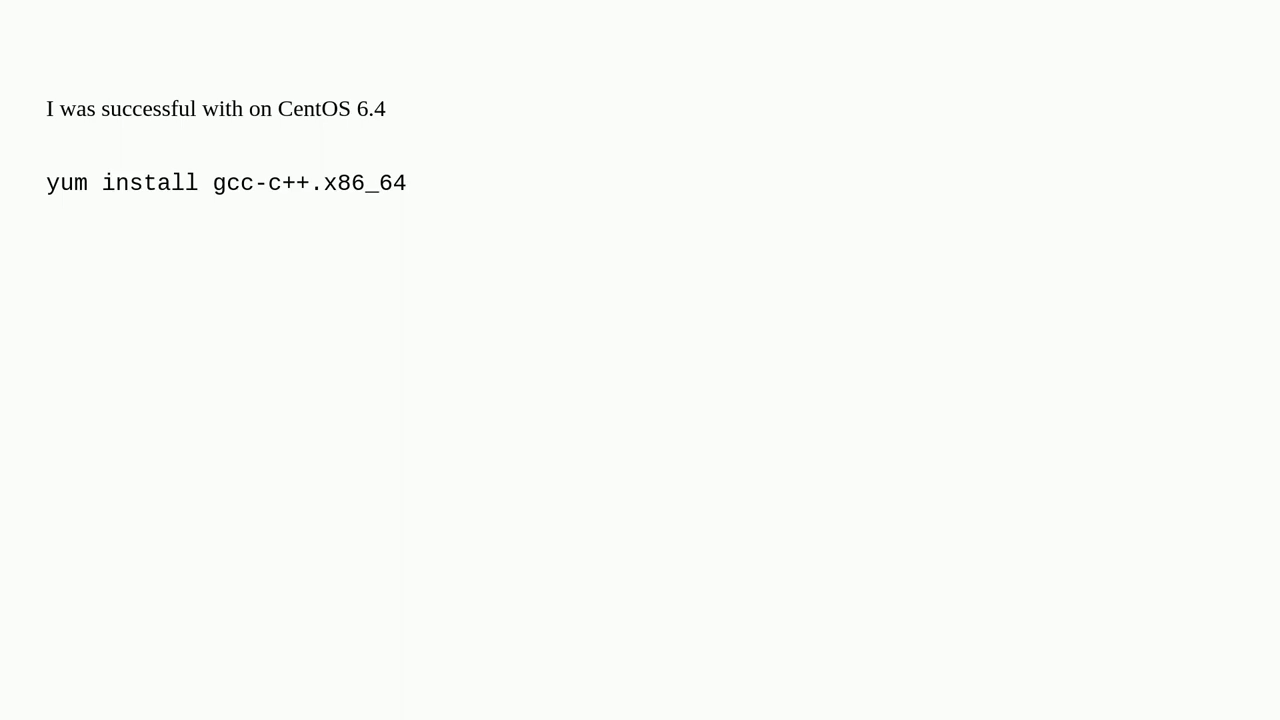 I was successful with on CentOS 6.4
yum install gcc-c++.x86_64